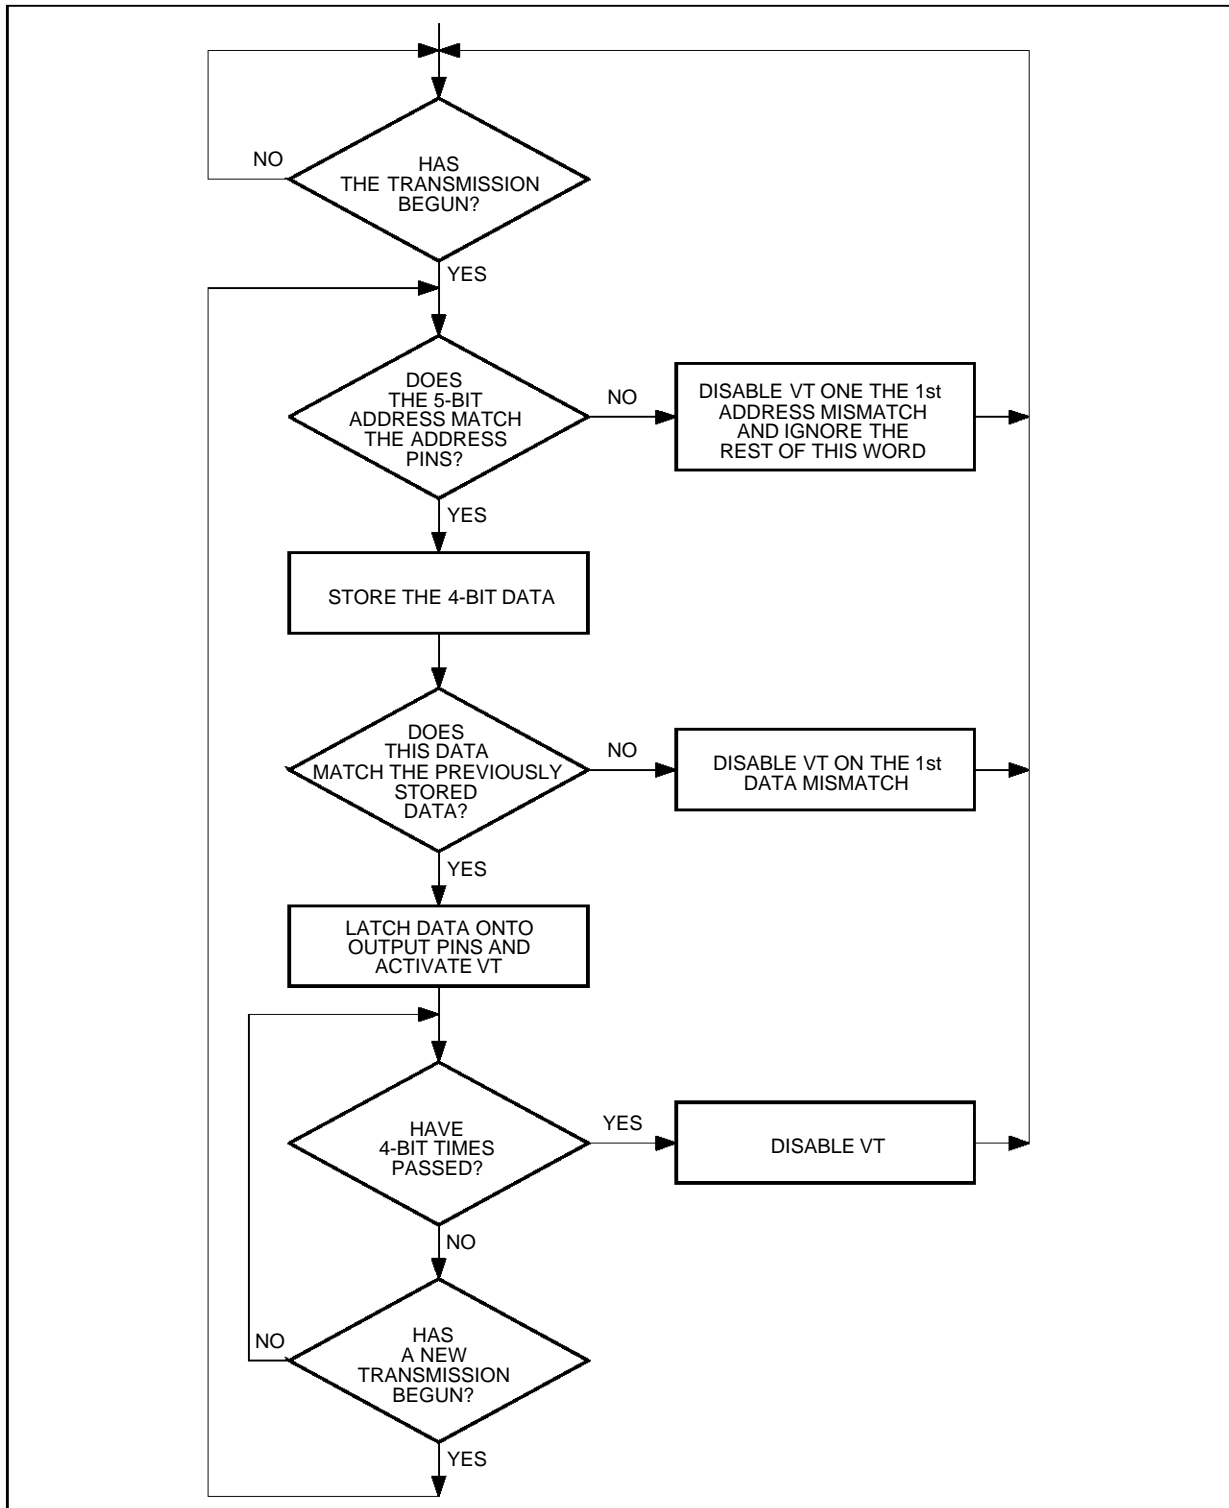 NO
HAS
THE TRANSMISSION
BEGUN?
YES
DOES
THE 5-BIT
ADDRESS MATCH
THE ADDRESS
PINS?
NO
DISABLE VT ONE THE 1st
ADDRESS MISMATCH
AND IGNORE THE
REST OF THIS WORD
YES
STORE THE 4-BIT DATA
DOES
THIS DATA
MATCH THE PREVIOUSLY
STORED
DATA?
NO
DISABLE VT ON THE 1st
DATA MISMATCH
YES
LATCH DATA ONTO
OUTPUT PINS AND
ACTIVATE VT
HAVE
4-BIT TIMES
PASSED?
YES
DISABLE VT
NO
NO
HAS
A NEW
TRANSMISSION
BEGUN?
YES